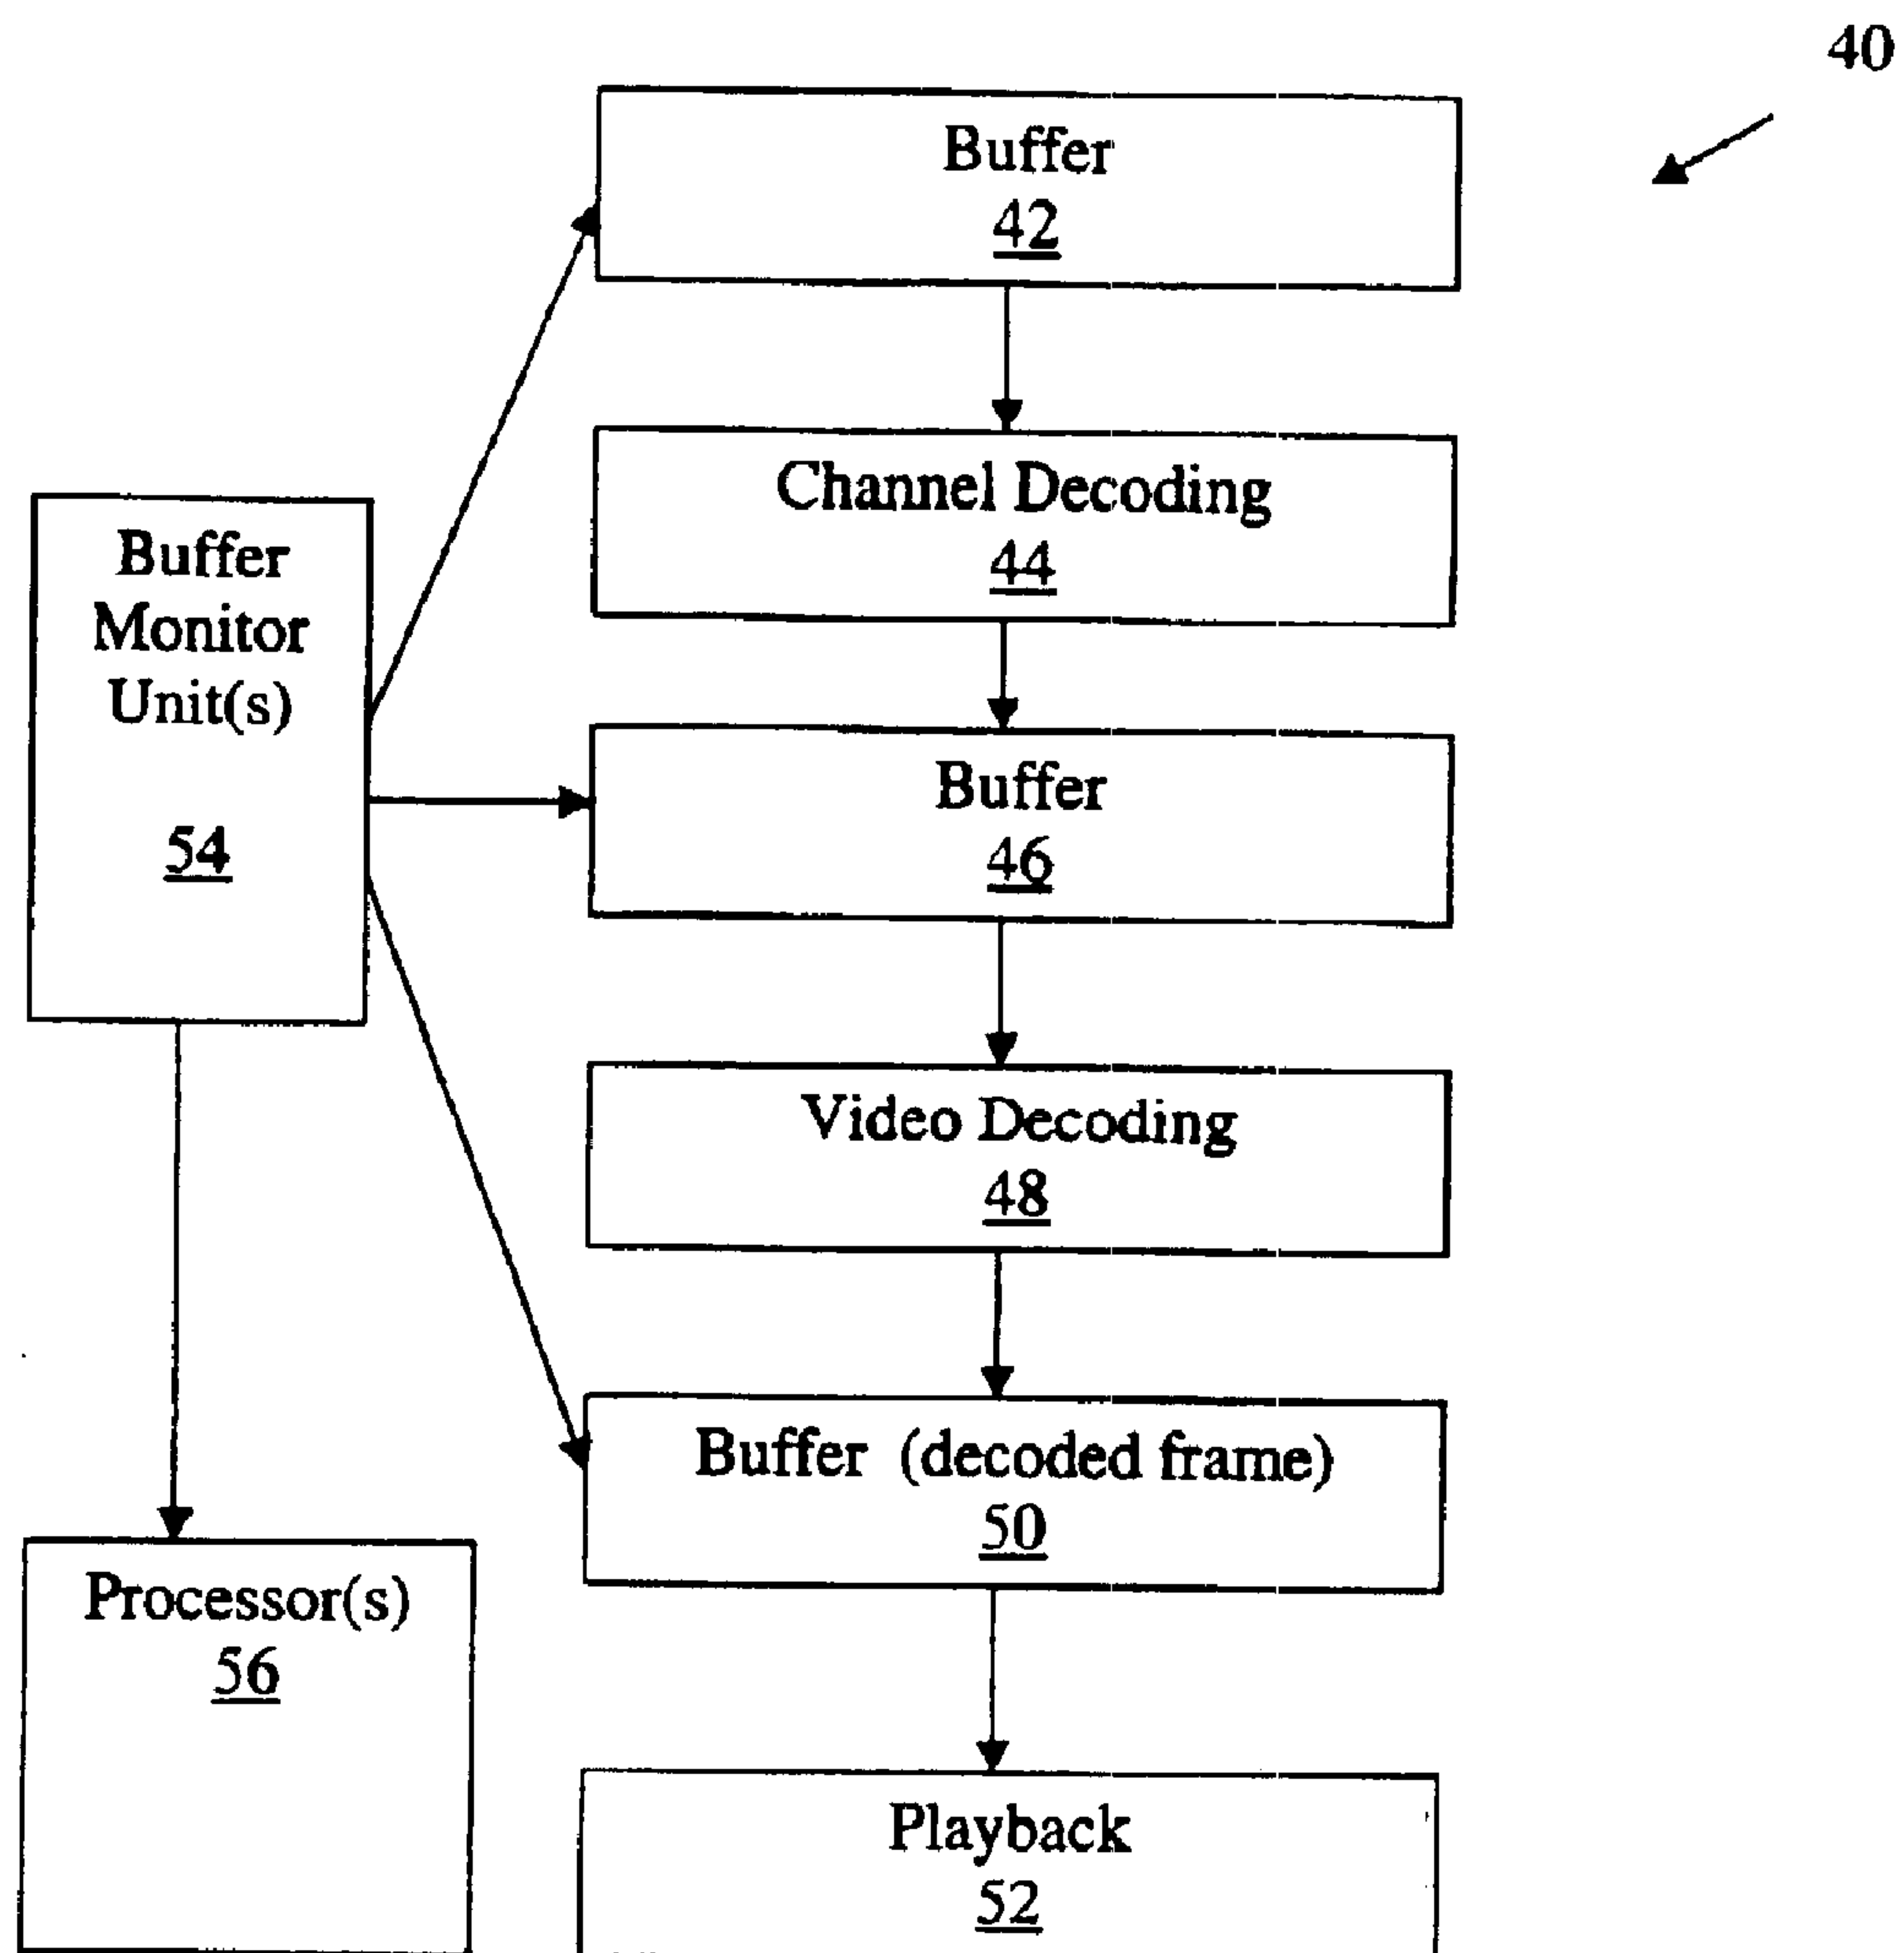 40
Buffer
42
Channel Decoding
44
Buffer
Monitor
Unit(s)
54
Buffer
46
Video Decoding
48
Buffer (decoded frame)
50
Processor(s)
56
Playback
52